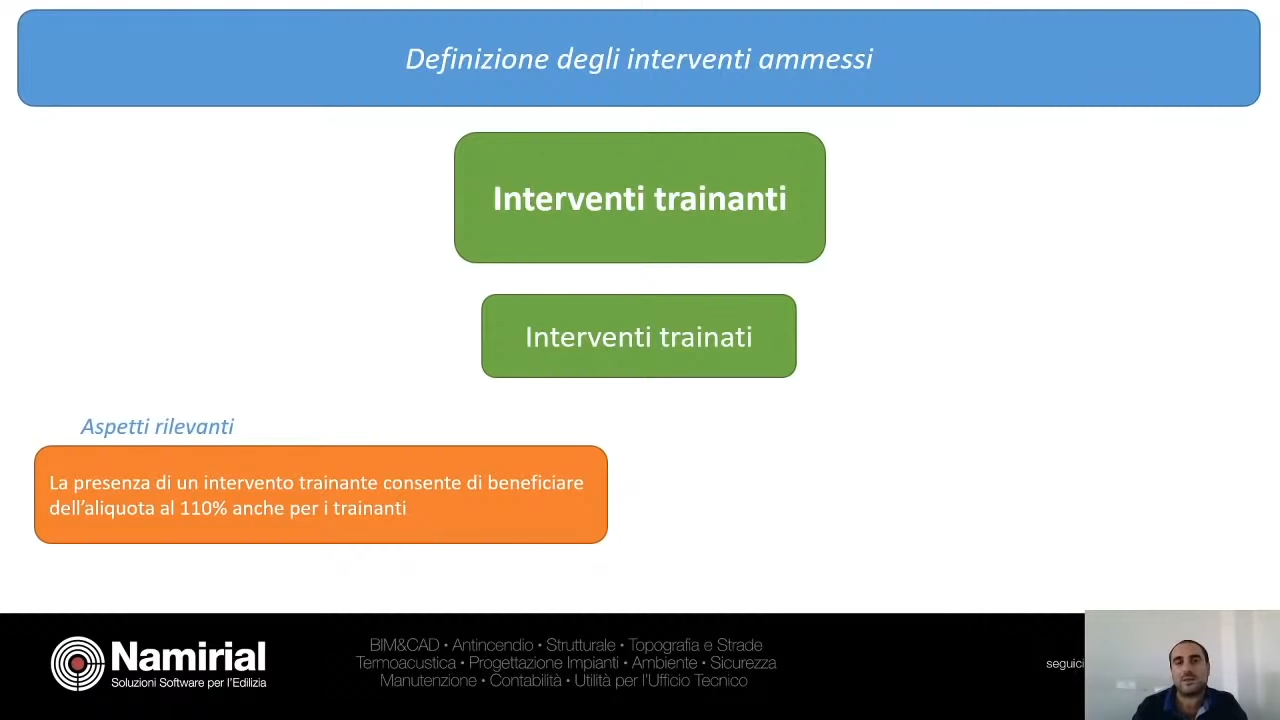 Definizione degli interventi ammessi
Interventi trainanti
Interventi trainati
Aspetti rilevanti
La presenza di un intervento trainante consente di beneficiare
dell'aliquota al 110% anche per i trainanti
Namirial
Soluzioni Software per l'Edilizia
BIM&CAD • Antincendio • Strutturale • Topografia e Strade
Termoacustica • Progettazione Impianti • Ambiente • Sicurezza
Manutenzione • Contabilità • Utilità per l'Ufficio Tecnico
seguici